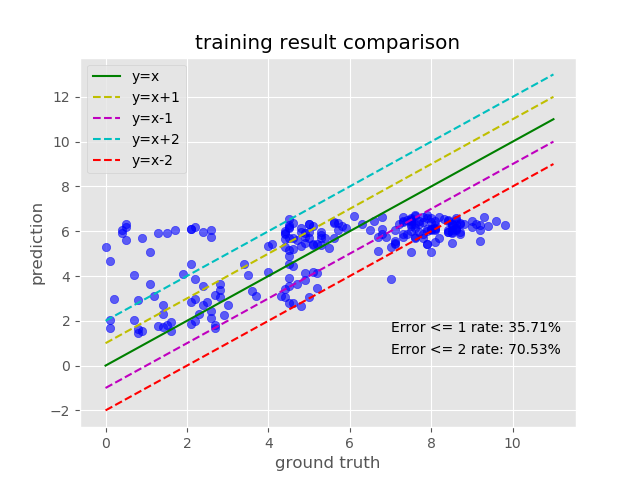 training result comparison
y=x
y=x+1
y=x-1
y=x+2
y=x-2
12
10
8
6
4
2
0
−2
prediction
Error <= 1 rate: 35.71%
Error <= 2 rate: 70.53%
0 2 4 6 8 10
ground truth